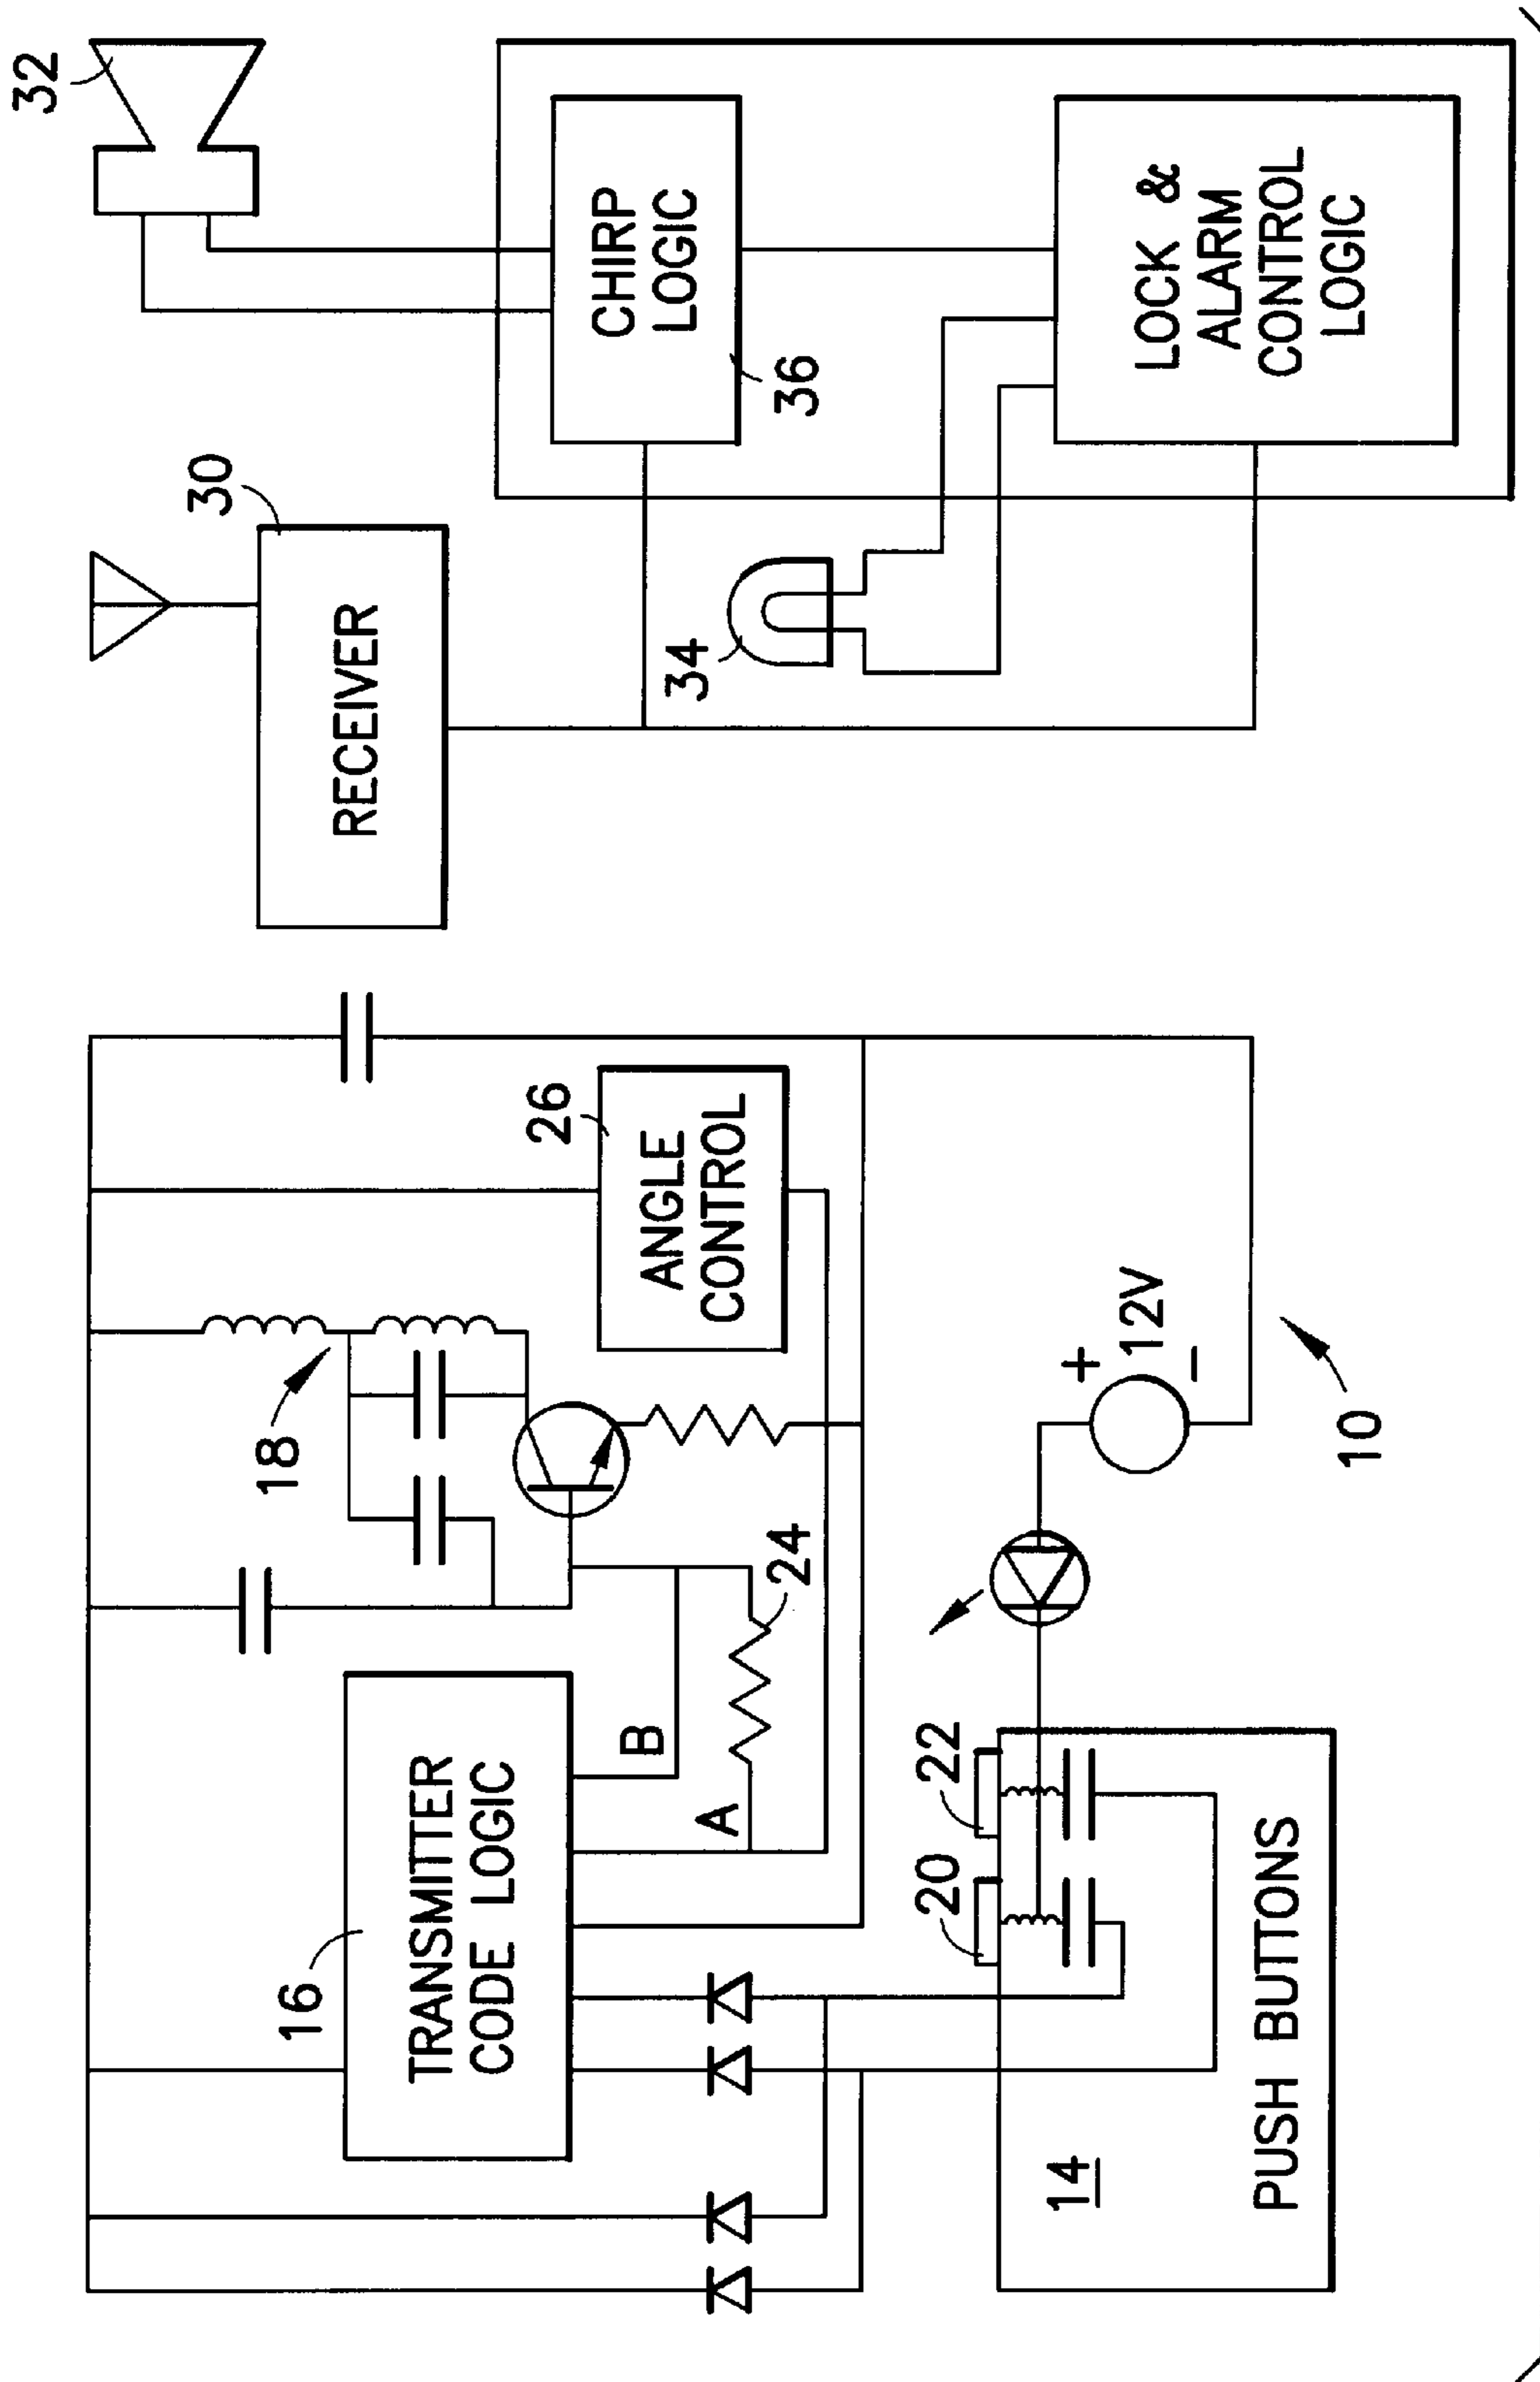 16
TRANSMITTER
CODE LOGIC
18
B
A
24
26
ANGLE
CONTROL
20
22
14
PUSH BUTTONS
+
12V
−
10
30
RECEIVER
32
CHIRP
LOGIC
36
34
LOCK &
ALARM
CONTROL
LOGIC